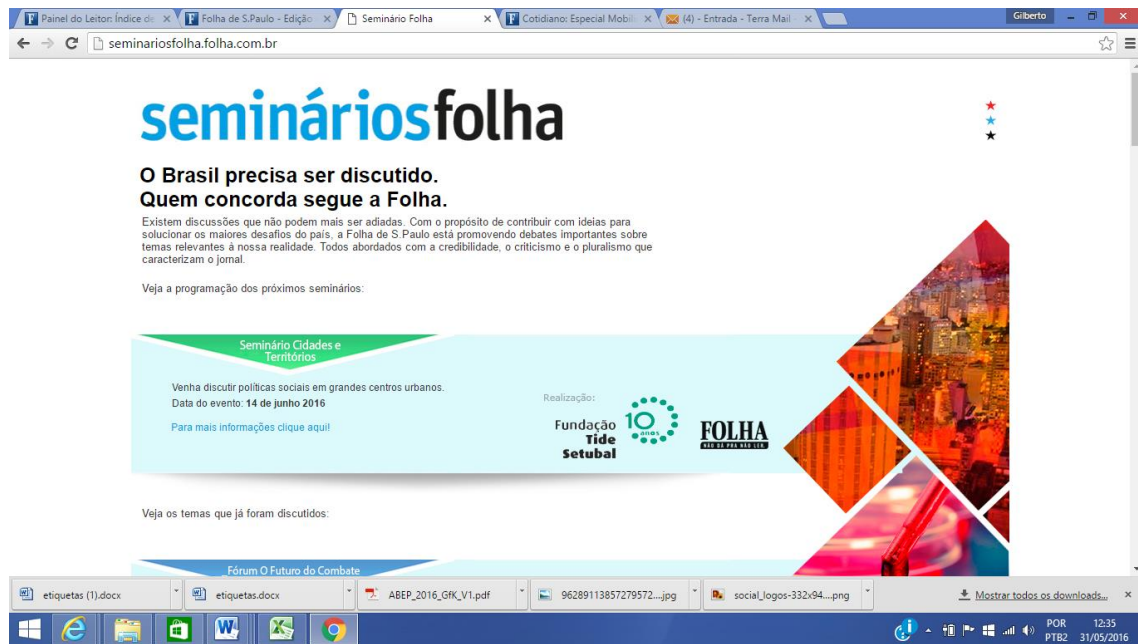 Painel do Leitor: Índice de
Folha de S.Paulo - Edição
Seminário Folha
Cotidiano: Especial Mobili
(4) - Entrada - Terra Mail -
Gilberto
seminariosfolha.folha.com.br
semináriosfolha
O Brasil precisa ser discutido.
Quem concorda segue a Folha.
Existem discussões que não podem mais ser adiadas. Com o propósito de contribuir com ideias para
solucionar os maiores desafios do país, a Folha de S.Paulo está promovendo debates importantes sobre
temas relevantes à nossa realidade. Todos abordados com a credibilidade, o criticismo e o pluralismo que
caracterizam o jornal.
Veja a programação dos próximos seminários:
Seminário Cidades e
Territórios
Venha discutir políticas sociais em grandes centros urbanos.
Data do evento: 14 de junho 2016
Para mais informações clique aqui!
Realização:
Fundação
Tide
Setubal
10
anos
FOLHA
NÃO DÁ PRA NÃO LER.
Veja os temas que já foram discutidos:
Fórum O Futuro do Combate
etiquetas (1).docx
etiquetas.docx
ABEP_2016_GfK_V1.pdf
96289113857279572....jpg
social_logos-332x94....png
Mostrar todos os downloads...
POR
PTB2
12:35
31/05/2016